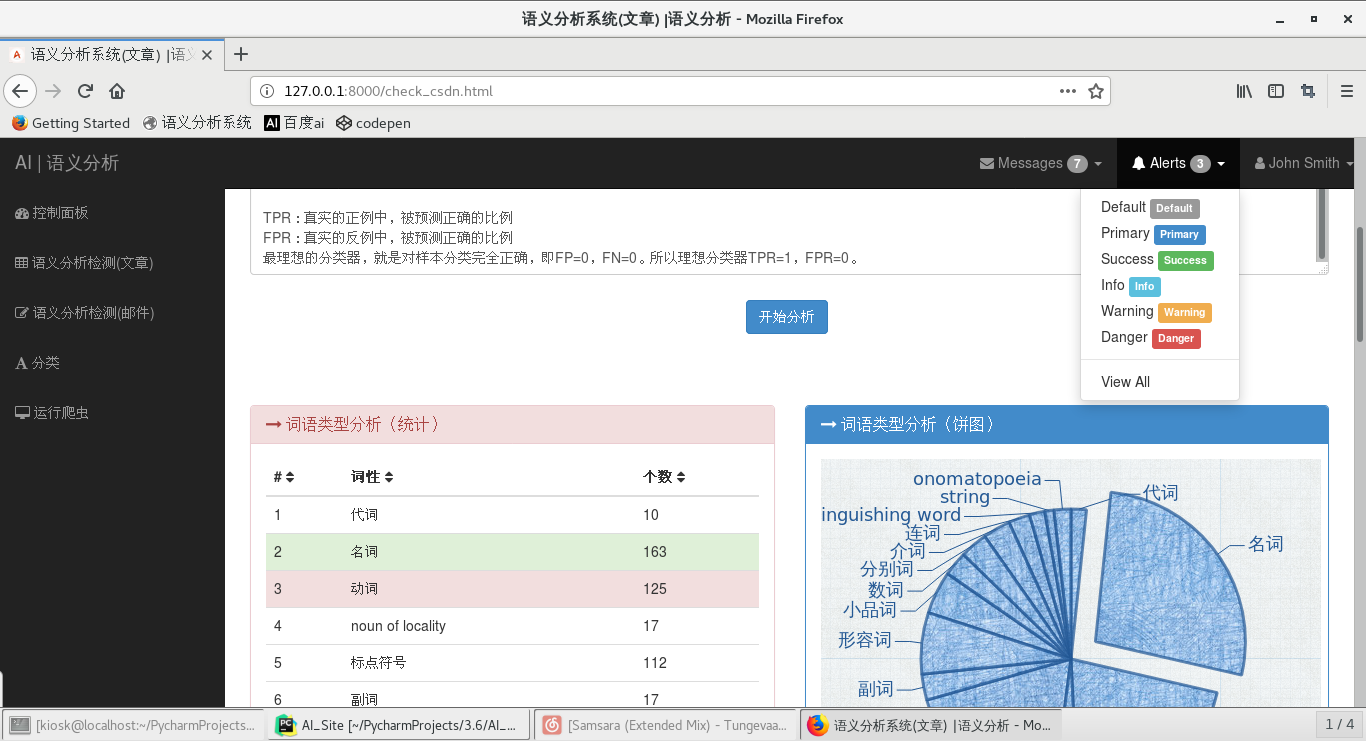 语义分析系统(文章) |语义分析 - Mozilla Firefox
语义分析系统(文章) |语义
127.0.0.1:8000/check_csdn.html
Getting Started 语义分析系统 AI 百度ai codepen
AI | 语义分析
Messages 7 Alerts 3 John Smith
控制面板
语义分析检测(文章)
语义分析检测(邮件)
分类
运行爬虫
TPR：真实的正例中，被预测正确的比例
FPR：真实的反例中，被预测正确的比例
最理想的分类器，就是对样本分类完全正确，即FP=0，FN=0。所以理想分类器TPR=1，FPR=0。
开始分析
Default Default
Primary Primary
Success Success
Info Info
Warning Warning
Danger Danger
View All
词语类型分析（统计）
# 词性 个数
1 代词 10
2 名词 163
3 动词 125
4 noun of locality 17
5 标点符号 112
6 副词 17
词语类型分析（饼图）
onomatopoeia
string
inguishing word
连词
介词
分别词
数词
小品词
形容词
副词
代词
名词
[kiosk@localhost:~/PycharmProjects... AI_Site [~/PycharmProjects/3.6/AI_... [Samsara (Extended Mix) - Tungevaa... 语义分析系统(文章) |语义分析 - Mo... 1 / 4